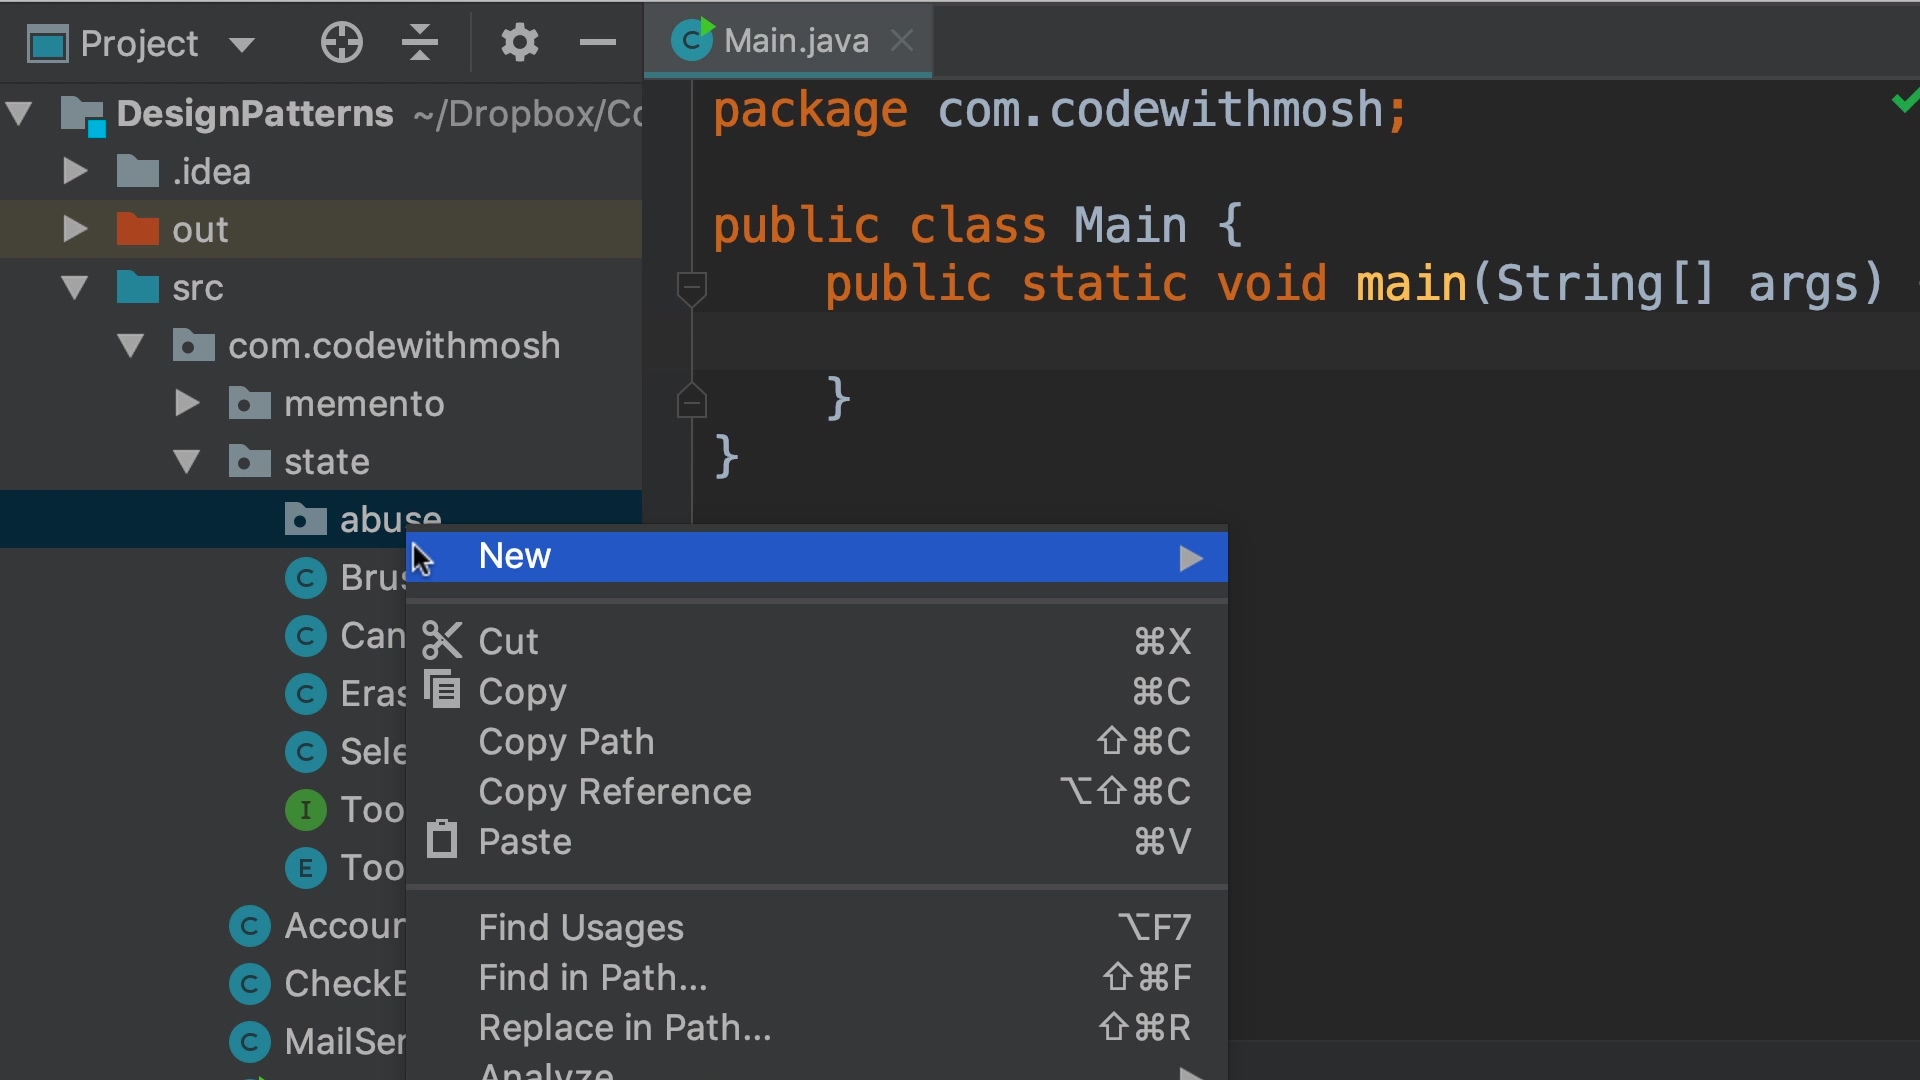 Project
Main.java
DesignPatterns ~/Dropbox/Co
.idea
out
src
com.codewithmosh
memento
state
abuse
Brus
Can
Eras
Sele
I Too
E Too
C Accour
C CheckE
C MailSer
package com.codewithmosh;
public class Main {
public static void main(String[] args)
}
}
New
Cut ⌘X
Copy ⌘C
Copy Path ⇧⌘C
Copy Reference ⌥⇧⌘C
Paste ⌘V
Find Usages ⌥F7
Find in Path... ⇧⌘F
Replace in Path... ⇧⌘R
Analyze